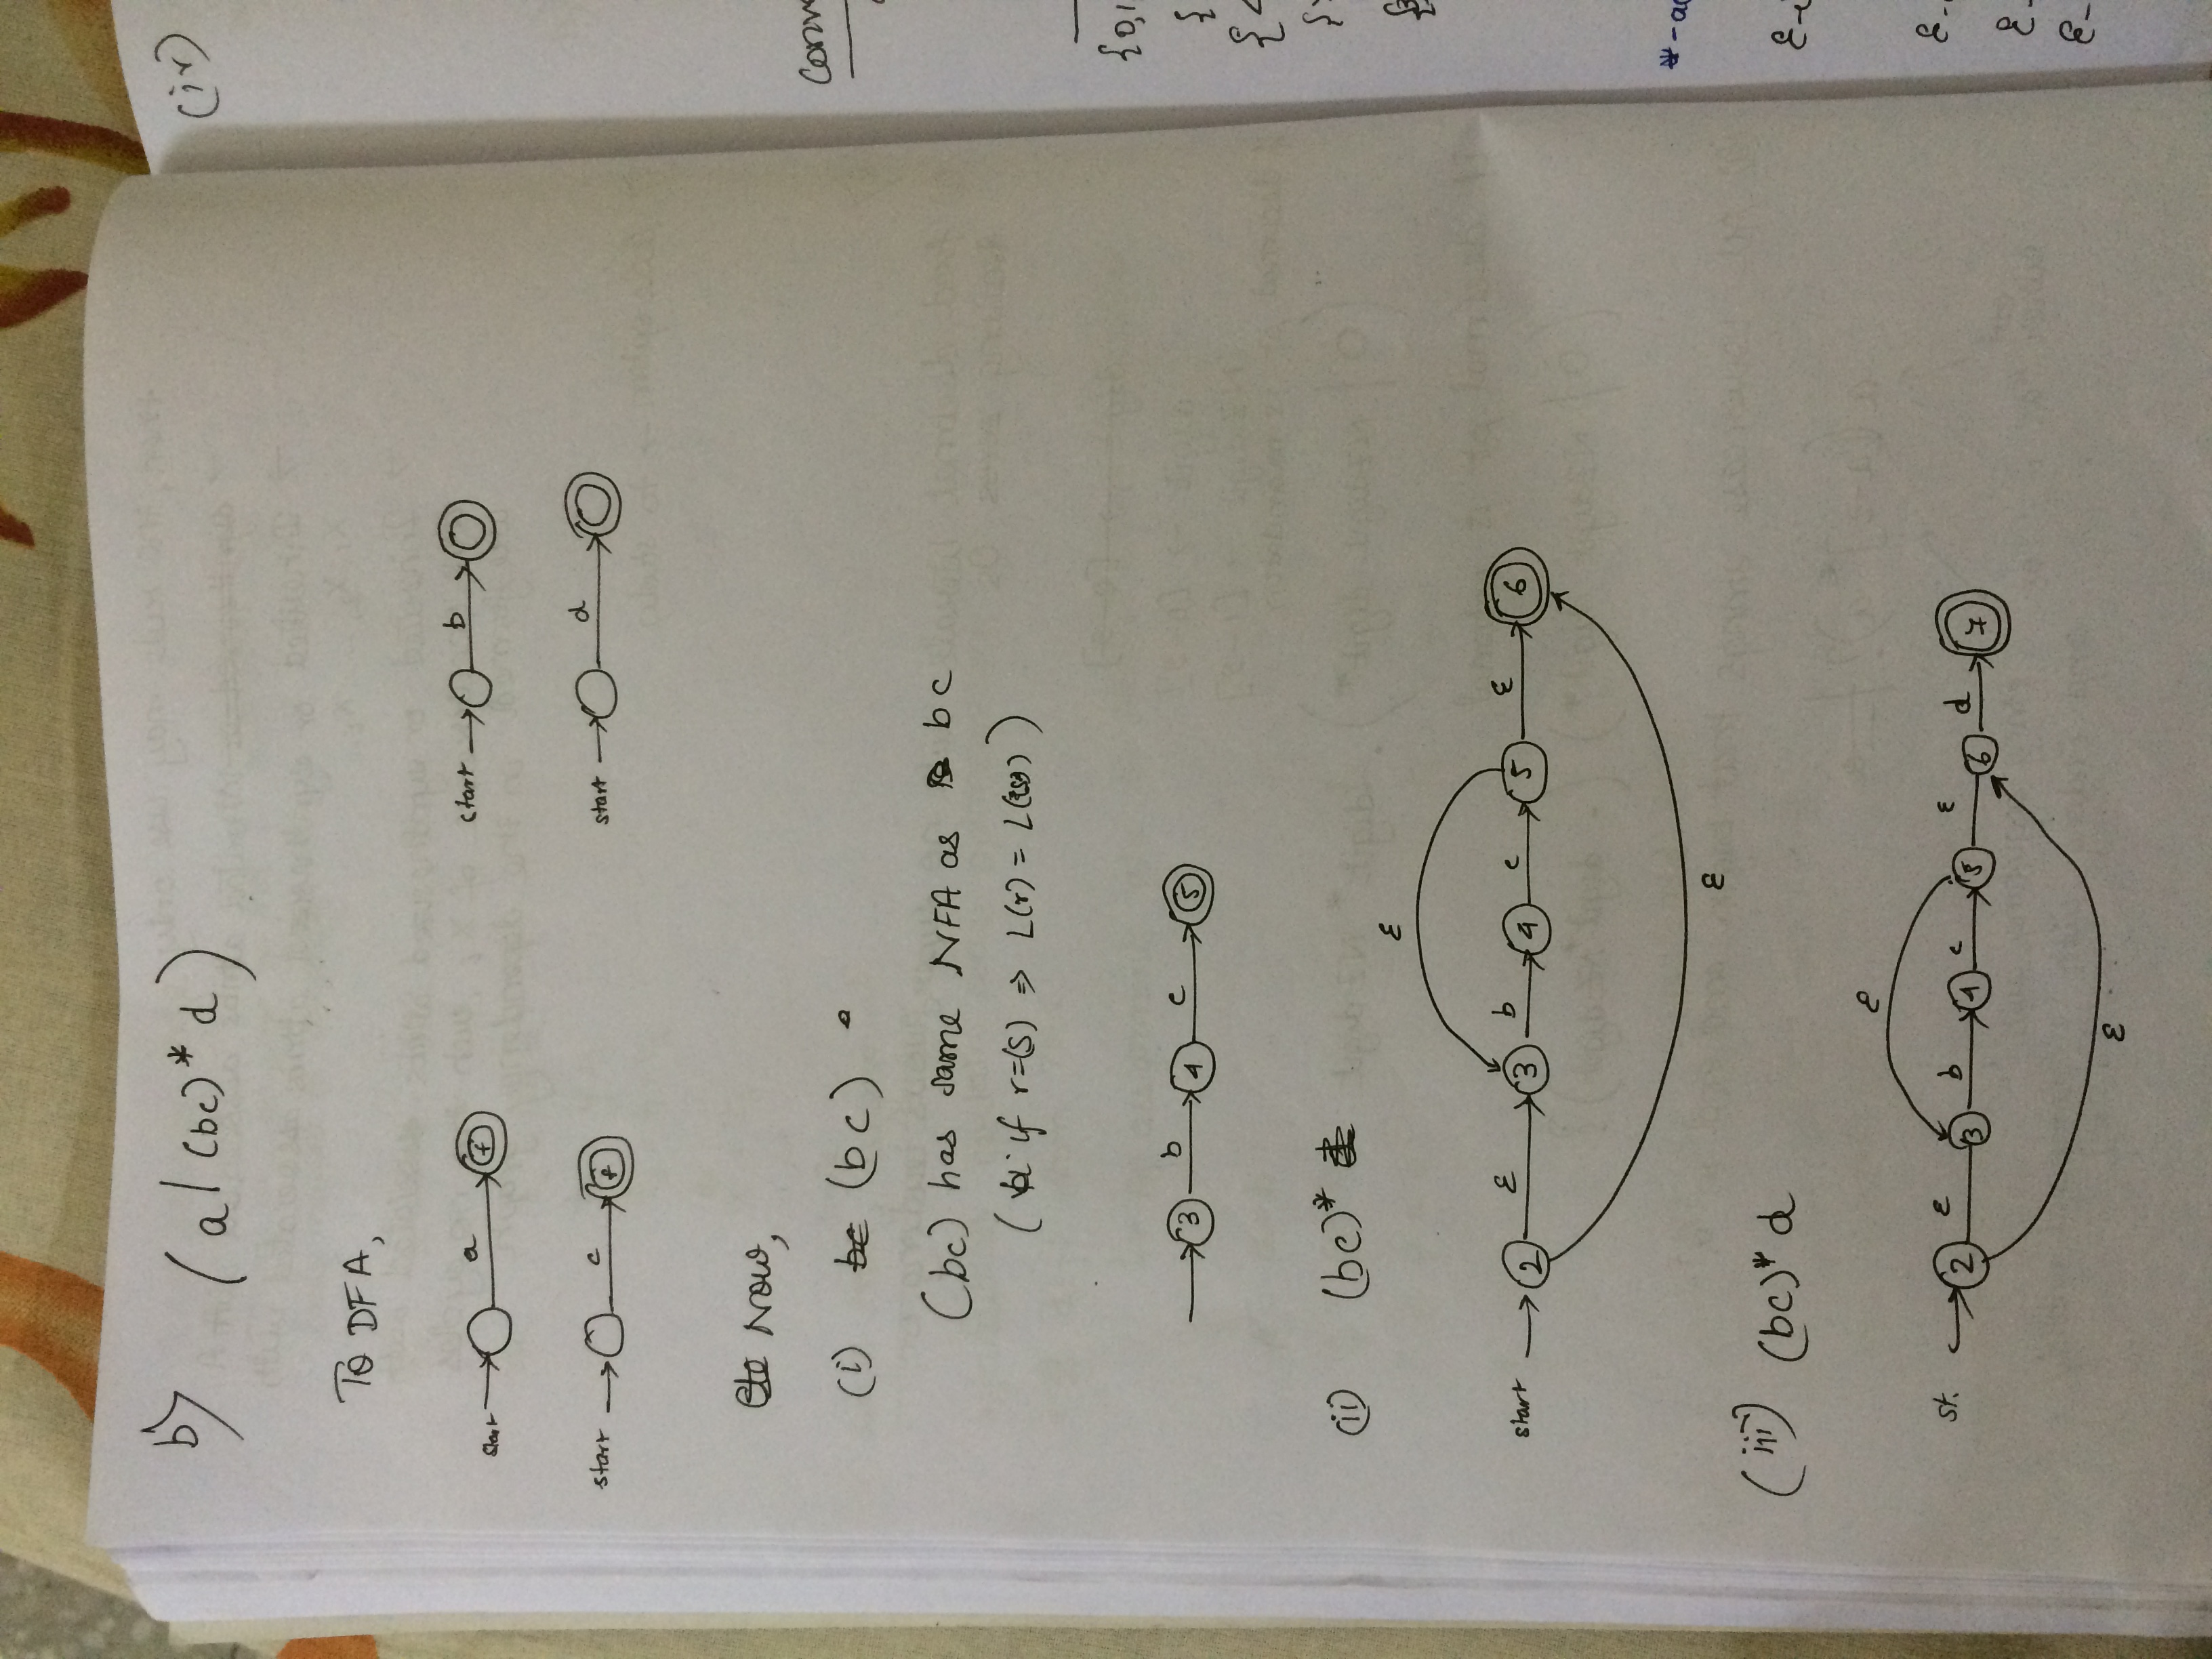 b) (a | (bc)* d)
(iv)
To DFA,
start a f
start b
start c f
start d
Now,
(i) bc (bc)
(bc) has same NFA as bc
( if r=(s) ⇒ L(r) = L((s)) )
3 b 4 c 5
(ii) (bc)*
ε
start 2 ε 3 b 4 c 5 ε 6
ε
(iii) (bc)* d
ε
st. 2 ε 3 b 4 c 5 ε 6 d 7
ε
{0,1
{
{
ε-
ε-
ε-